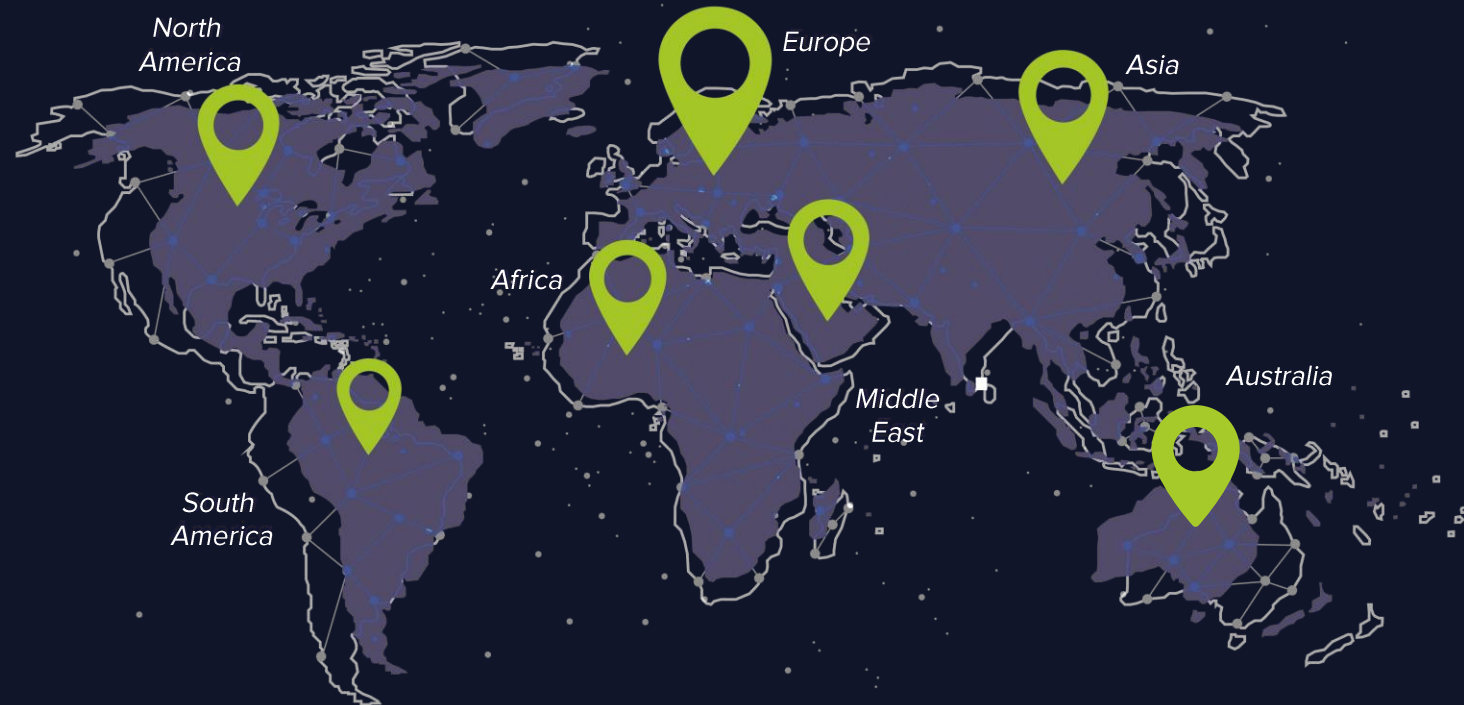 North
America
Europe
Asia
Africa
Middle
East
Australia
South
America